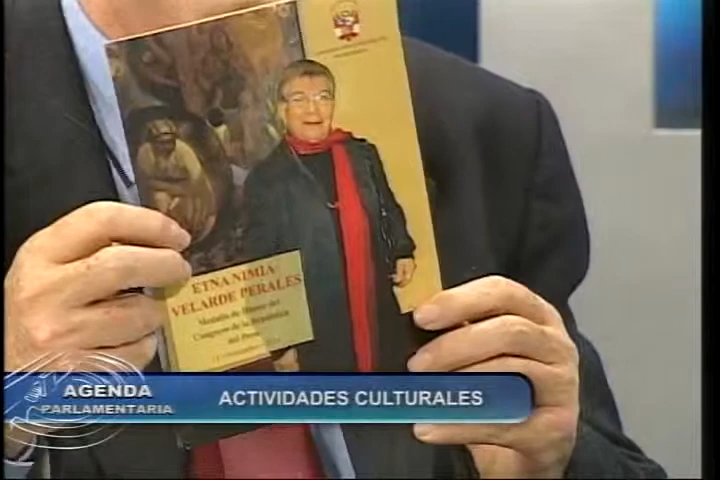 ETNA NIMIA
VELARDE PERALES
Medalla de Honor del
Congreso de la República
del Perú
AGENDA
PARLAMENTARIA
ACTIVIDADES CULTURALES